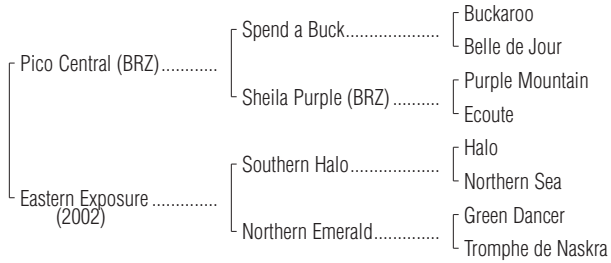 Buckaroo
Spend a Buck....................
Belle de Jour
Pico Central (BRZ)............
Purple Mountain
Sheila Purple (BRZ)..........
Ecoute
Halo
Southern Halo...................
Northern Sea
Eastern Exposure..............
(2002)
Green Dancer
Northern Emerald..............
Tromphe de Naskra